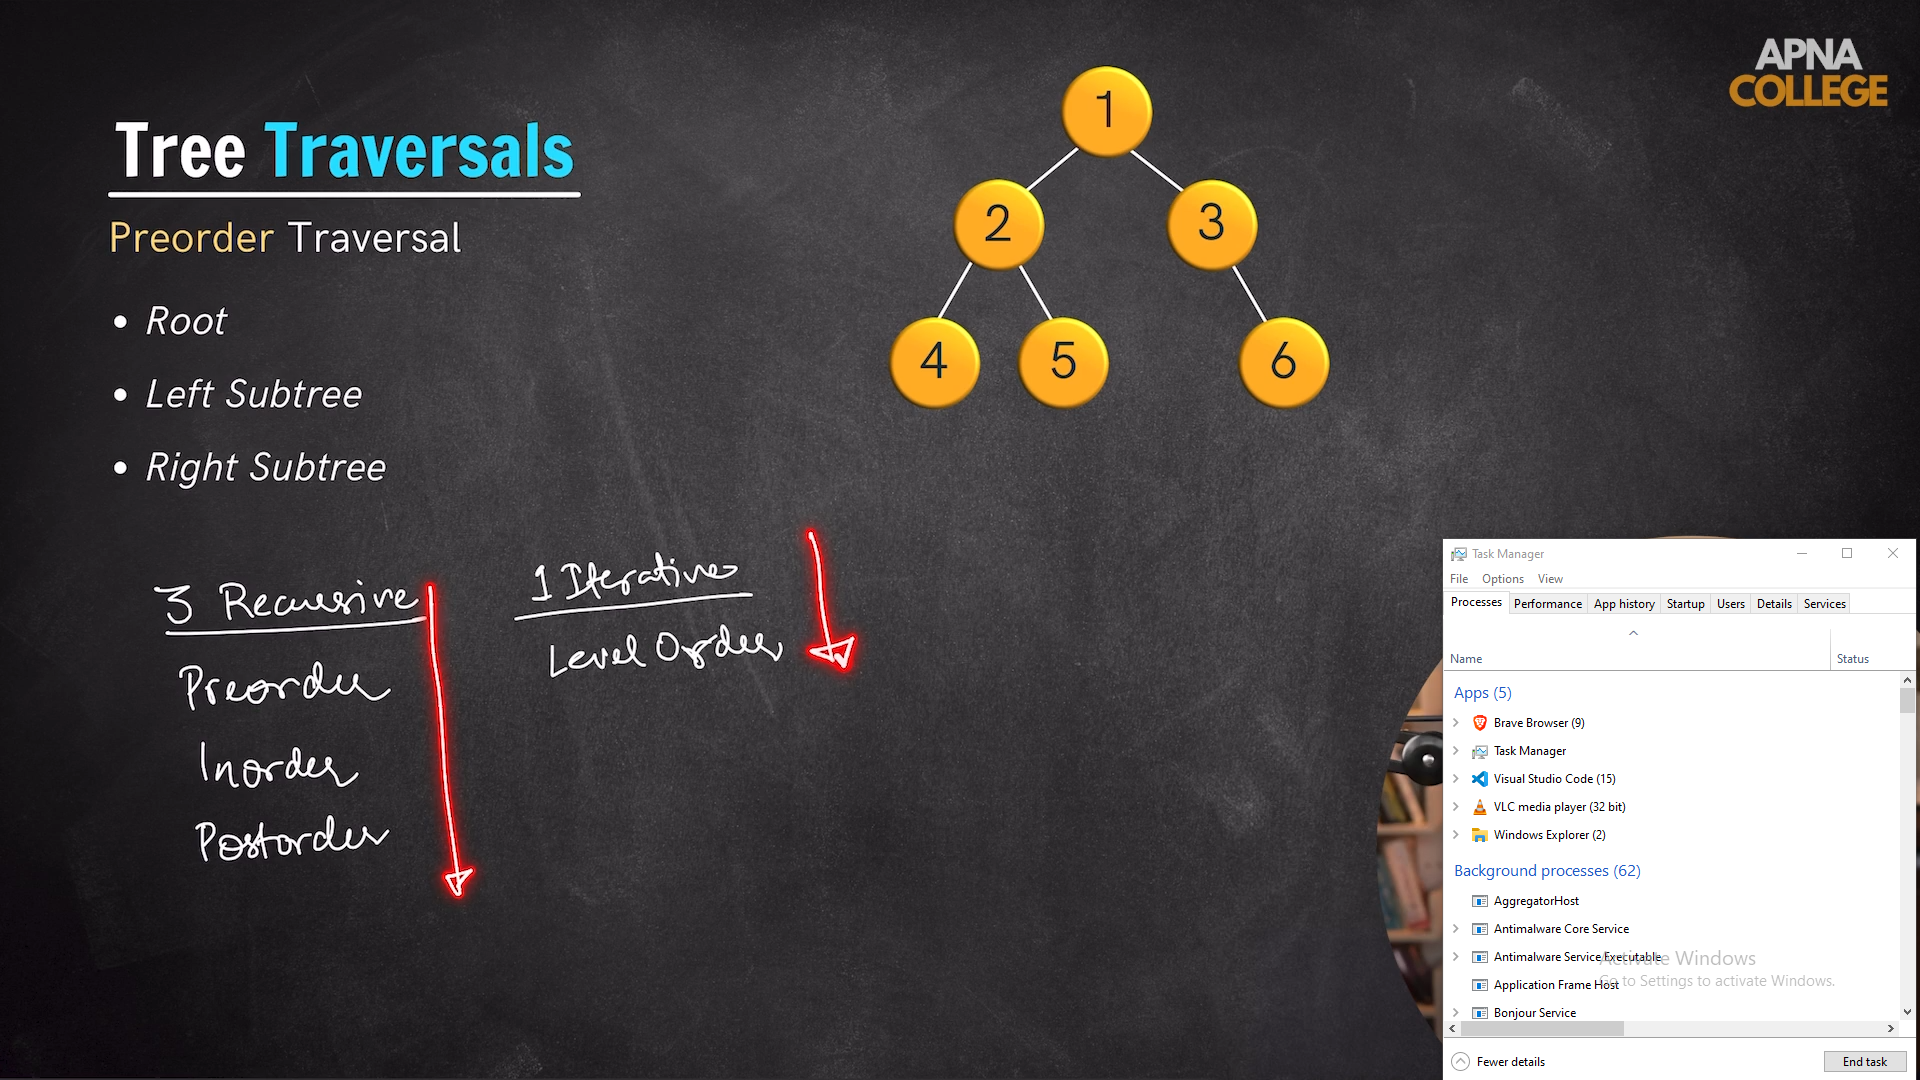 APNA
COLLEGE
Tree Traversals
Preorder Traversal
• Root
• Left Subtree
• Right Subtree
1
2
3
4
5
6
3 Recursive
Preorder
Inorder
Postorder
1 Iterative
Level Order
Task Manager
File Options View
Processes Performance App history Startup Users Details Services
Name Status
Apps (5)
Brave Browser (9)
Task Manager
Visual Studio Code (15)
VLC media player (32 bit)
Windows Explorer (2)
Background processes (62)
AggregatorHost
Antimalware Core Service
Antimalware Service Executable
Application Frame Host
Bonjour Service
Activate Windows
Go to Settings to activate Windows.
Fewer details
End task